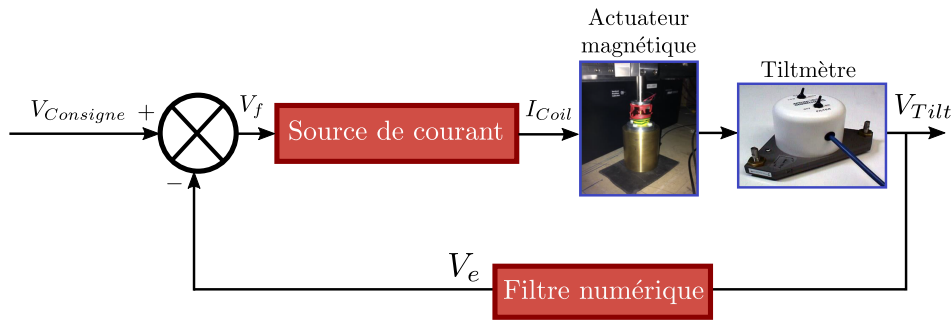 Actuateur
magnétique
Tiltmètre
V_Consigne
+
V_f
Source de courant
I_Coil
V_Tilt
−
V_e
Filtre numérique